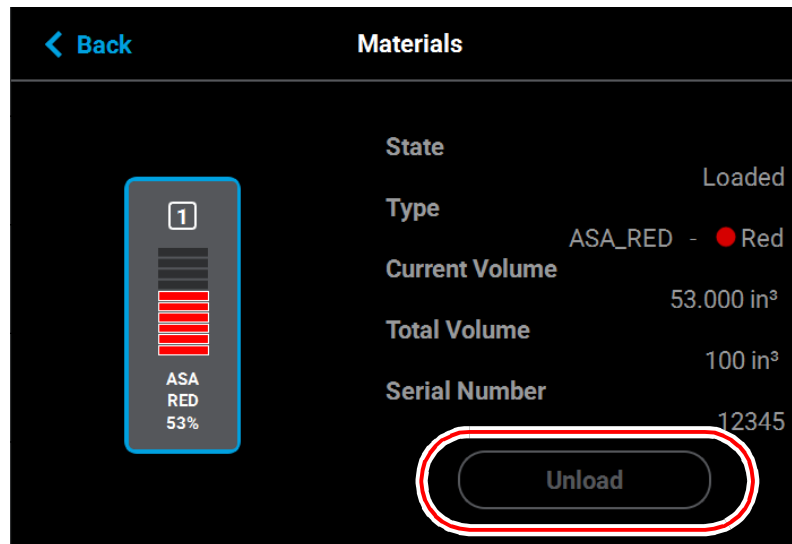 Back
Materials
1
ASA
RED
53%
State
Loaded
Type
ASA_RED - Red
Current Volume
53.000 in³
Total Volume
100 in³
Serial Number
12345
Unload